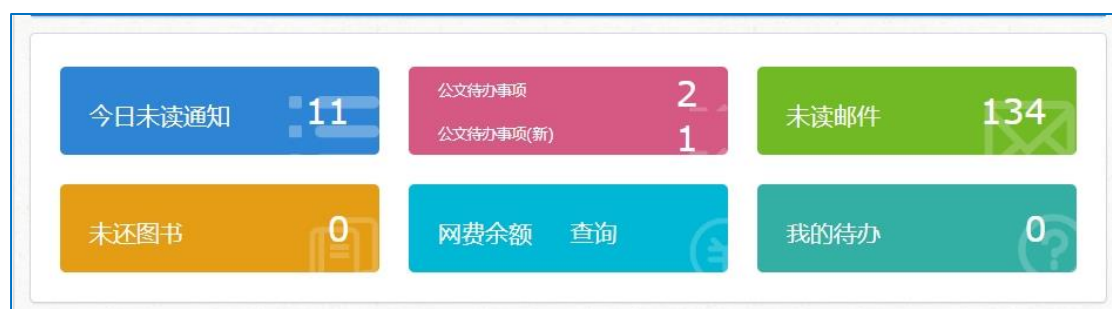 今日未读通知 11
公文待办事项 2
公文待办事项(新) 1
未读邮件 134
未还图书 0
网费余额 查询
我的待办 0